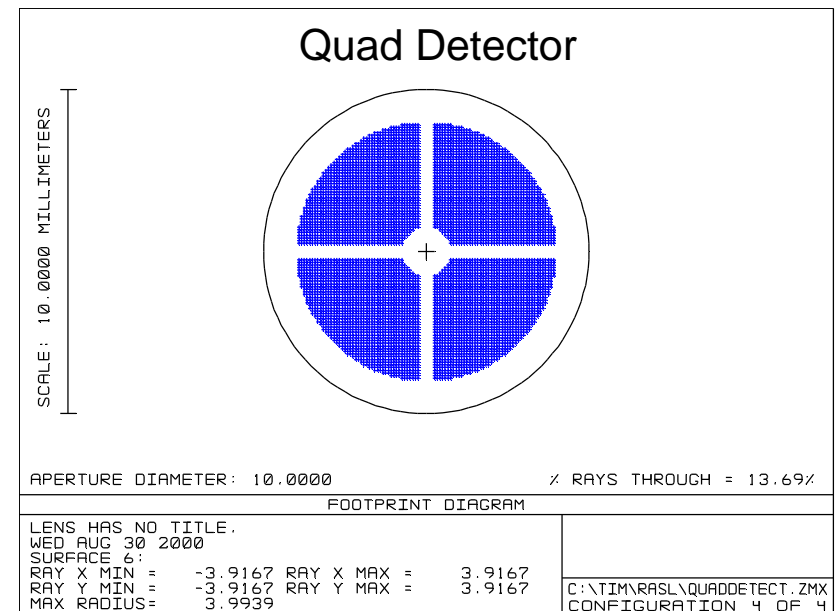 Quad Detector
SCALE: 10.0000 MILLIMETERS
APERTURE DIAMETER: 10.0000
% RAYS THROUGH = 13.69%
FOOTPRINT DIAGRAM
LENS HAS NO TITLE.
WED AUG 30 2000
SURFACE 6:
RAY X MIN = -3.9167 RAY X MAX = 3.9167
RAY Y MIN = -3.9167 RAY Y MAX = 3.9167
MAX RADIUS= 3.9939
C:\TIM\RASL\QUADDETECT.ZMX
CONFIGURATION 4 OF 4